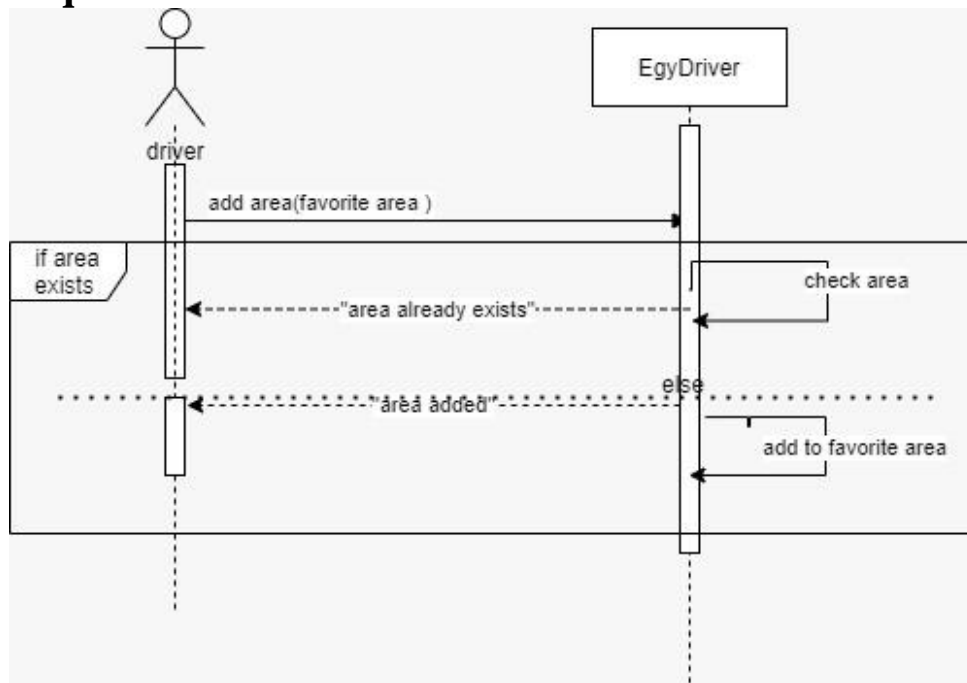 EgyDriver
driver
add area(favorite area )
if area
exists
check area
"area already exists"
else
"area added"
add to favorite area